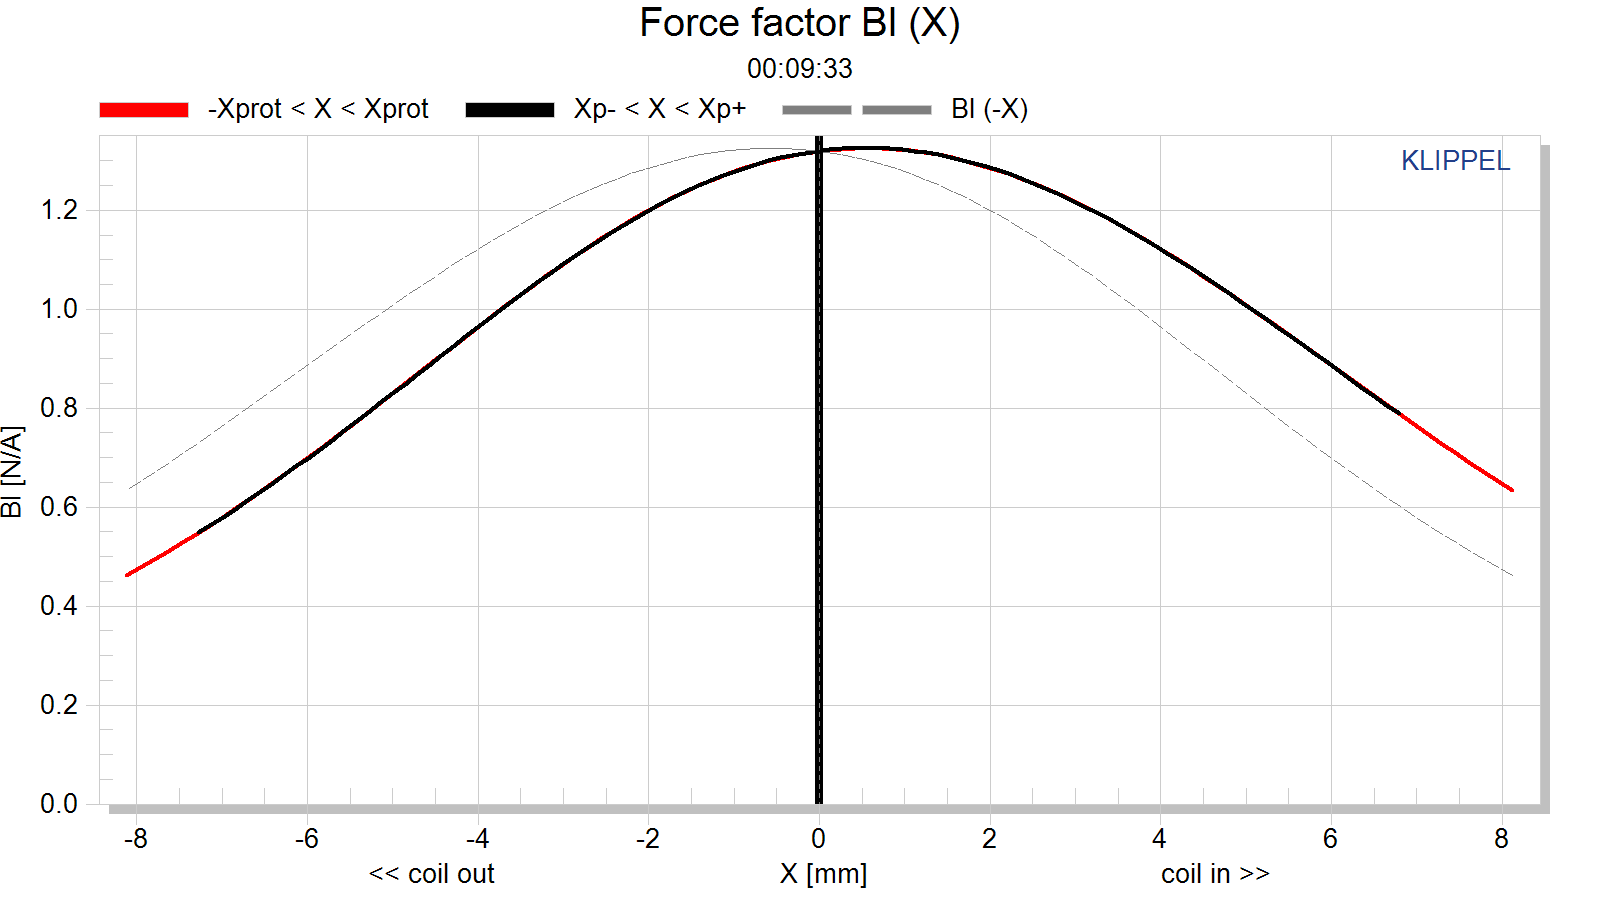 Force factor Bl (X)
00:09:33
-Xprot < X < Xprot Xp- < X < Xp+ Bl (-X)
KLIPPEL
1.2
1.0
0.8
0.6
0.4
0.2
0.0
Bl [N/A]
-8 -6 -4 -2 0 2 4 6 8
<< coil out X [mm] coil in >>